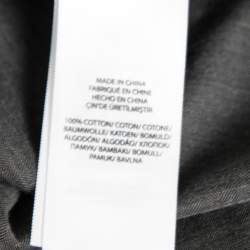 MADE IN CHINA
FABRIQUÉ EN CHINE
HECHO EN CHINA
ÇİN'DE ÜRETİLMİŞTİR
100% COTTON/ COTON/ COTONE/
BAUMWOLLE/ KATOEN/ BOMULD/
ALGODÓN/ ALGODÃO/ ХЛОПОК/
ПАМУК/ ΒΑΜΒΑΚΙ/ BOMULL/
PAMUK/ BAVLNA